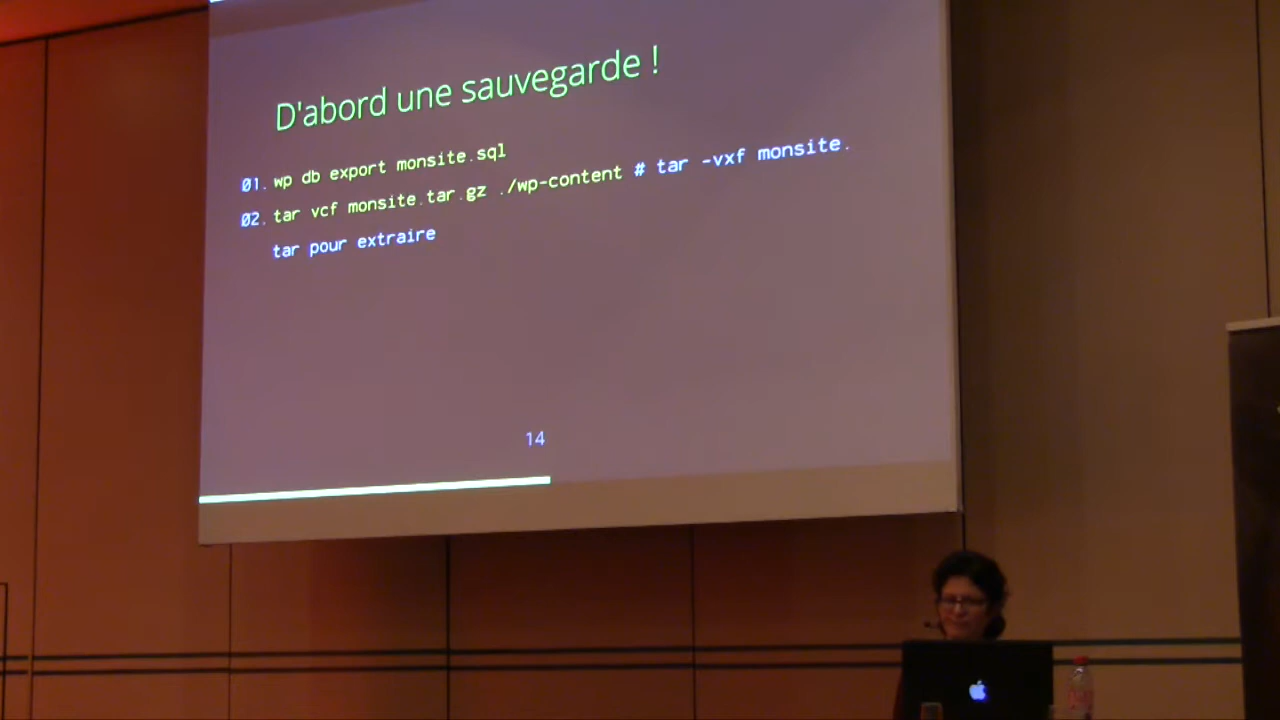 D'abord une sauvegarde !
01. wp db export monsite.sql
02. tar vcf monsite.tar.gz ./wp-content # tar -vxf monsite.
tar pour extraire
14